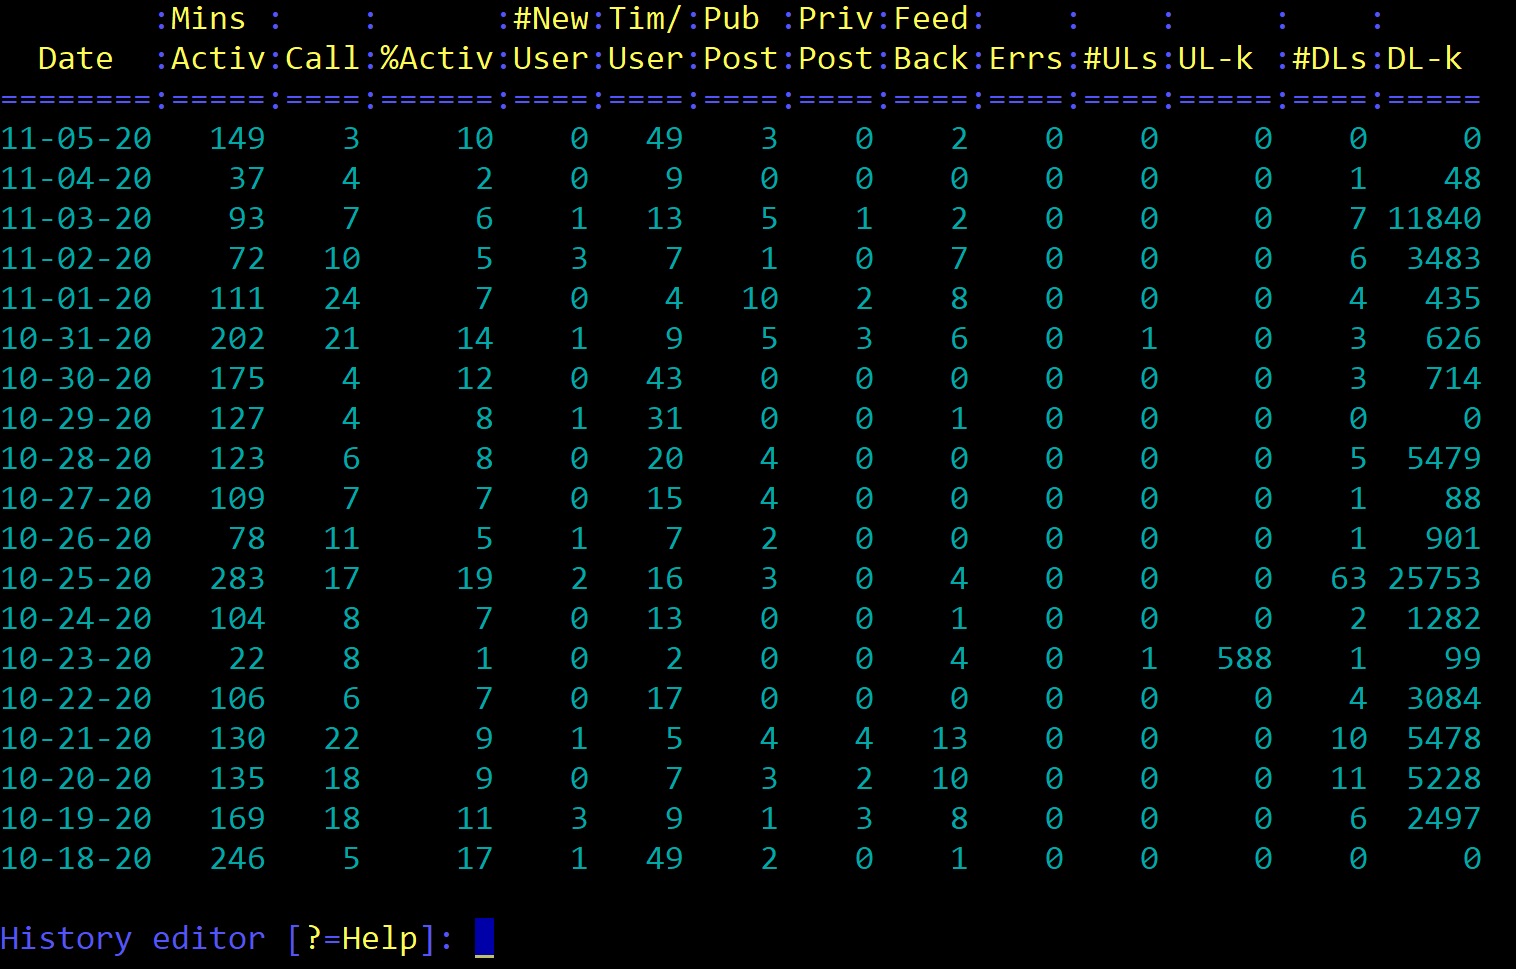 :Mins :    :      :#New:Tim/:Pub :Priv:Feed:    :    :     :    :
  Date  :Activ:Call:%Activ:User:User:Post:Post:Back:Errs:#ULs:UL-k :#DLs:DL-k
========:=====:====:======:====:====:====:====:====:====:====:=====:====:=====
11-05-20   149    3     10    0   49    3    0    2    0    0     0    0     0
11-04-20    37    4      2    0    9    0    0    0    0    0     0    1    48
11-03-20    93    7      6    1   13    5    1    2    0    0     0    7 11840
11-02-20    72   10      5    3    7    1    0    7    0    0     0    6  3483
11-01-20   111   24      7    0    4   10    2    8    0    0     0    4   435
10-31-20   202   21     14    1    9    5    3    6    0    1     0    3   626
10-30-20   175    4     12    0   43    0    0    0    0    0     0    3   714
10-29-20   127    4      8    1   31    0    0    1    0    0     0    0     0
10-28-20   123    6      8    0   20    4    0    0    0    0     0    5  5479
10-27-20   109    7      7    0   15    4    0    0    0    0     0    1    88
10-26-20    78   11      5    1    7    2    0    0    0    0     0    1   901
10-25-20   283   17     19    2   16    3    0    4    0    0     0   63 25753
10-24-20   104    8      7    0   13    0    0    1    0    0     0    2  1282
10-23-20    22    8      1    0    2    0    0    4    0    1   588    1    99
10-22-20   106    6      7    0   17    0    0    0    0    0     0    4  3084
10-21-20   130   22      9    1    5    4    4   13    0    0     0   10  5478
10-20-20   135   18      9    0    7    3    2   10    0    0     0   11  5228
10-19-20   169   18     11    3    9    1    3    8    0    0     0    6  2497
10-18-20   246    5     17    1   49    2    0    1    0    0     0    0     0
History editor [?=Help]: